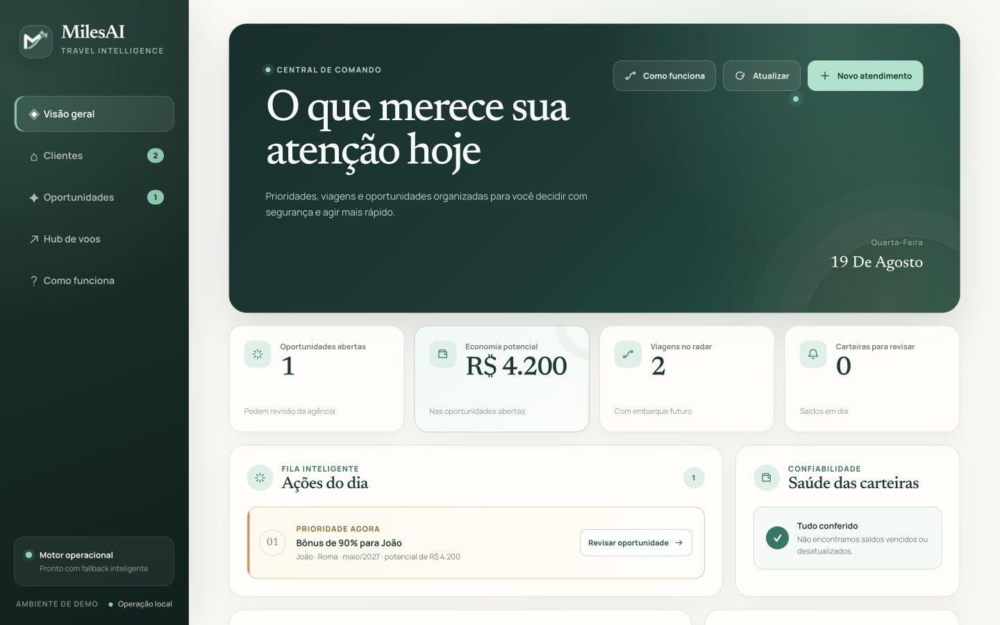 MilesAI
TRAVEL INTELLIGENCE
Visão geral
Clientes 2
Oportunidades 1
Hub de voos
? Como funciona
Motor operacional
Pronto com fallback inteligente
AMBIENTE DE DEMO
Operação local
CENTRAL DE COMANDO
O que merece sua
atenção hoje
Prioridades, viagens e oportunidades organizadas para você decidir com
segurança e agir mais rápido.
Como funciona
Atualizar
Novo atendimento
Quarta-Feira
19 De Agosto
Oportunidades abertas
1
Pedem revisão da agência
Economia potencial
R$ 4.200
Nas oportunidades abertas
Viagens no radar
2
Com embarque futuro
Carteiras para revisar
0
Saldos em dia
FILA INTELIGENTE
Ações do dia
1
01
PRIORIDADE AGORA
Bônus de 90% para João
João · Roma · maio/2027 · potencial de R$ 4.200
Revisar oportunidade →
CONFIABILIDADE
Saúde das carteiras
Tudo conferido
Não encontramos saldos vencidos ou
desatualizados.